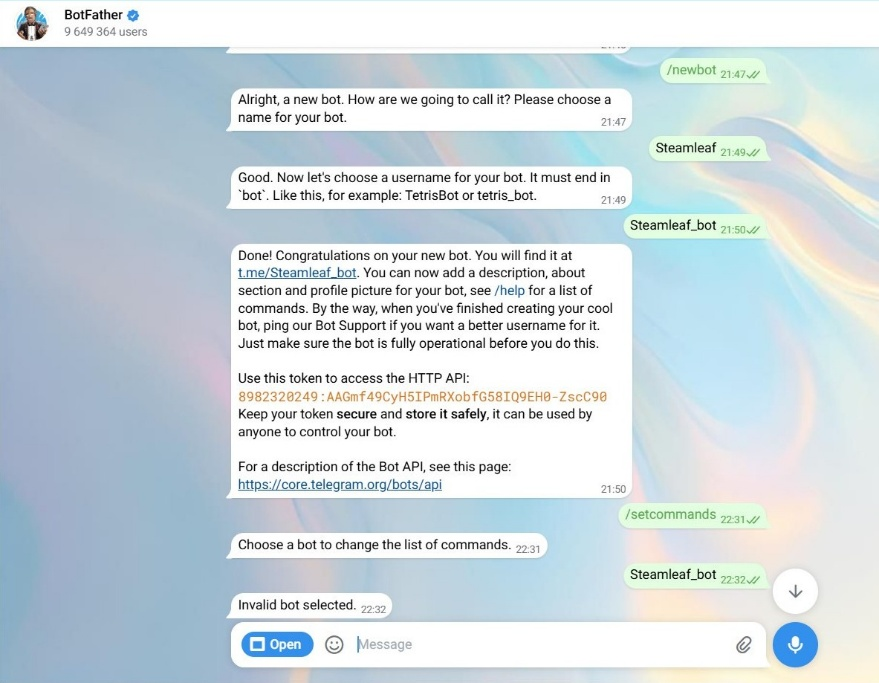 BotFather
9 649 364 users
/newbot 21:47
Alright, a new bot. How are we going to call it? Please choose a
name for your bot.
21:47
Steamleaf 21:49
Good. Now let's choose a username for your bot. It must end in
`bot`. Like this, for example: TetrisBot or tetris_bot.
21:49
Steamleaf_bot 21:50
Done! Congratulations on your new bot. You will find it at
t.me/Steamleaf_bot. You can now add a description, about
section and profile picture for your bot, see /help for a list of
commands. By the way, when you've finished creating your cool
bot, ping our Bot Support if you want a better username for it.
Just make sure the bot is fully operational before you do this.
Use this token to access the HTTP API:
8982320249:AAGmf49CyH5IPmRXobfG58IQ9EH0-ZscC90
Keep your token secure and store it safely, it can be used by
anyone to control your bot.
For a description of the Bot API, see this page:
https://core.telegram.org/bots/api
21:50
/setcommands 22:31
Choose a bot to change the list of commands. 22:31
Steamleaf_bot 22:32
Invalid bot selected. 22:32
Open
Message